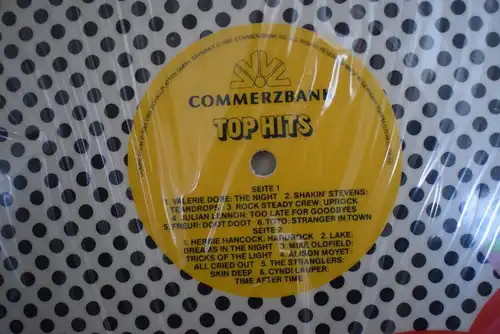 COMMERZBANK
TOP HITS
SEITE 1
1. VALERIE DORE: THE NIGHT 2. SHAKIN' STEVENS:
TEARDROPS 3. ROCK STEADY CREW: UPROCK
4. JULIAN LENNON: TOO LATE FOR GOODBYES
5. FREUR: DOOT DOOT 6. TOTO: STRANGER IN TOWN
SEITE 2
1. HERBIE HANCOCK: HARDROCK 2. LAKE:
DREAMS IN THE NIGHT 3. MIKE OLDFIELD:
TRICKS OF THE LIGHT 4. ALISON MOYET:
ALL CRIED OUT 5. THE STRANGLERS:
SKIN DEEP 6. CYNDI LAUPER:
TIME AFTER TIME